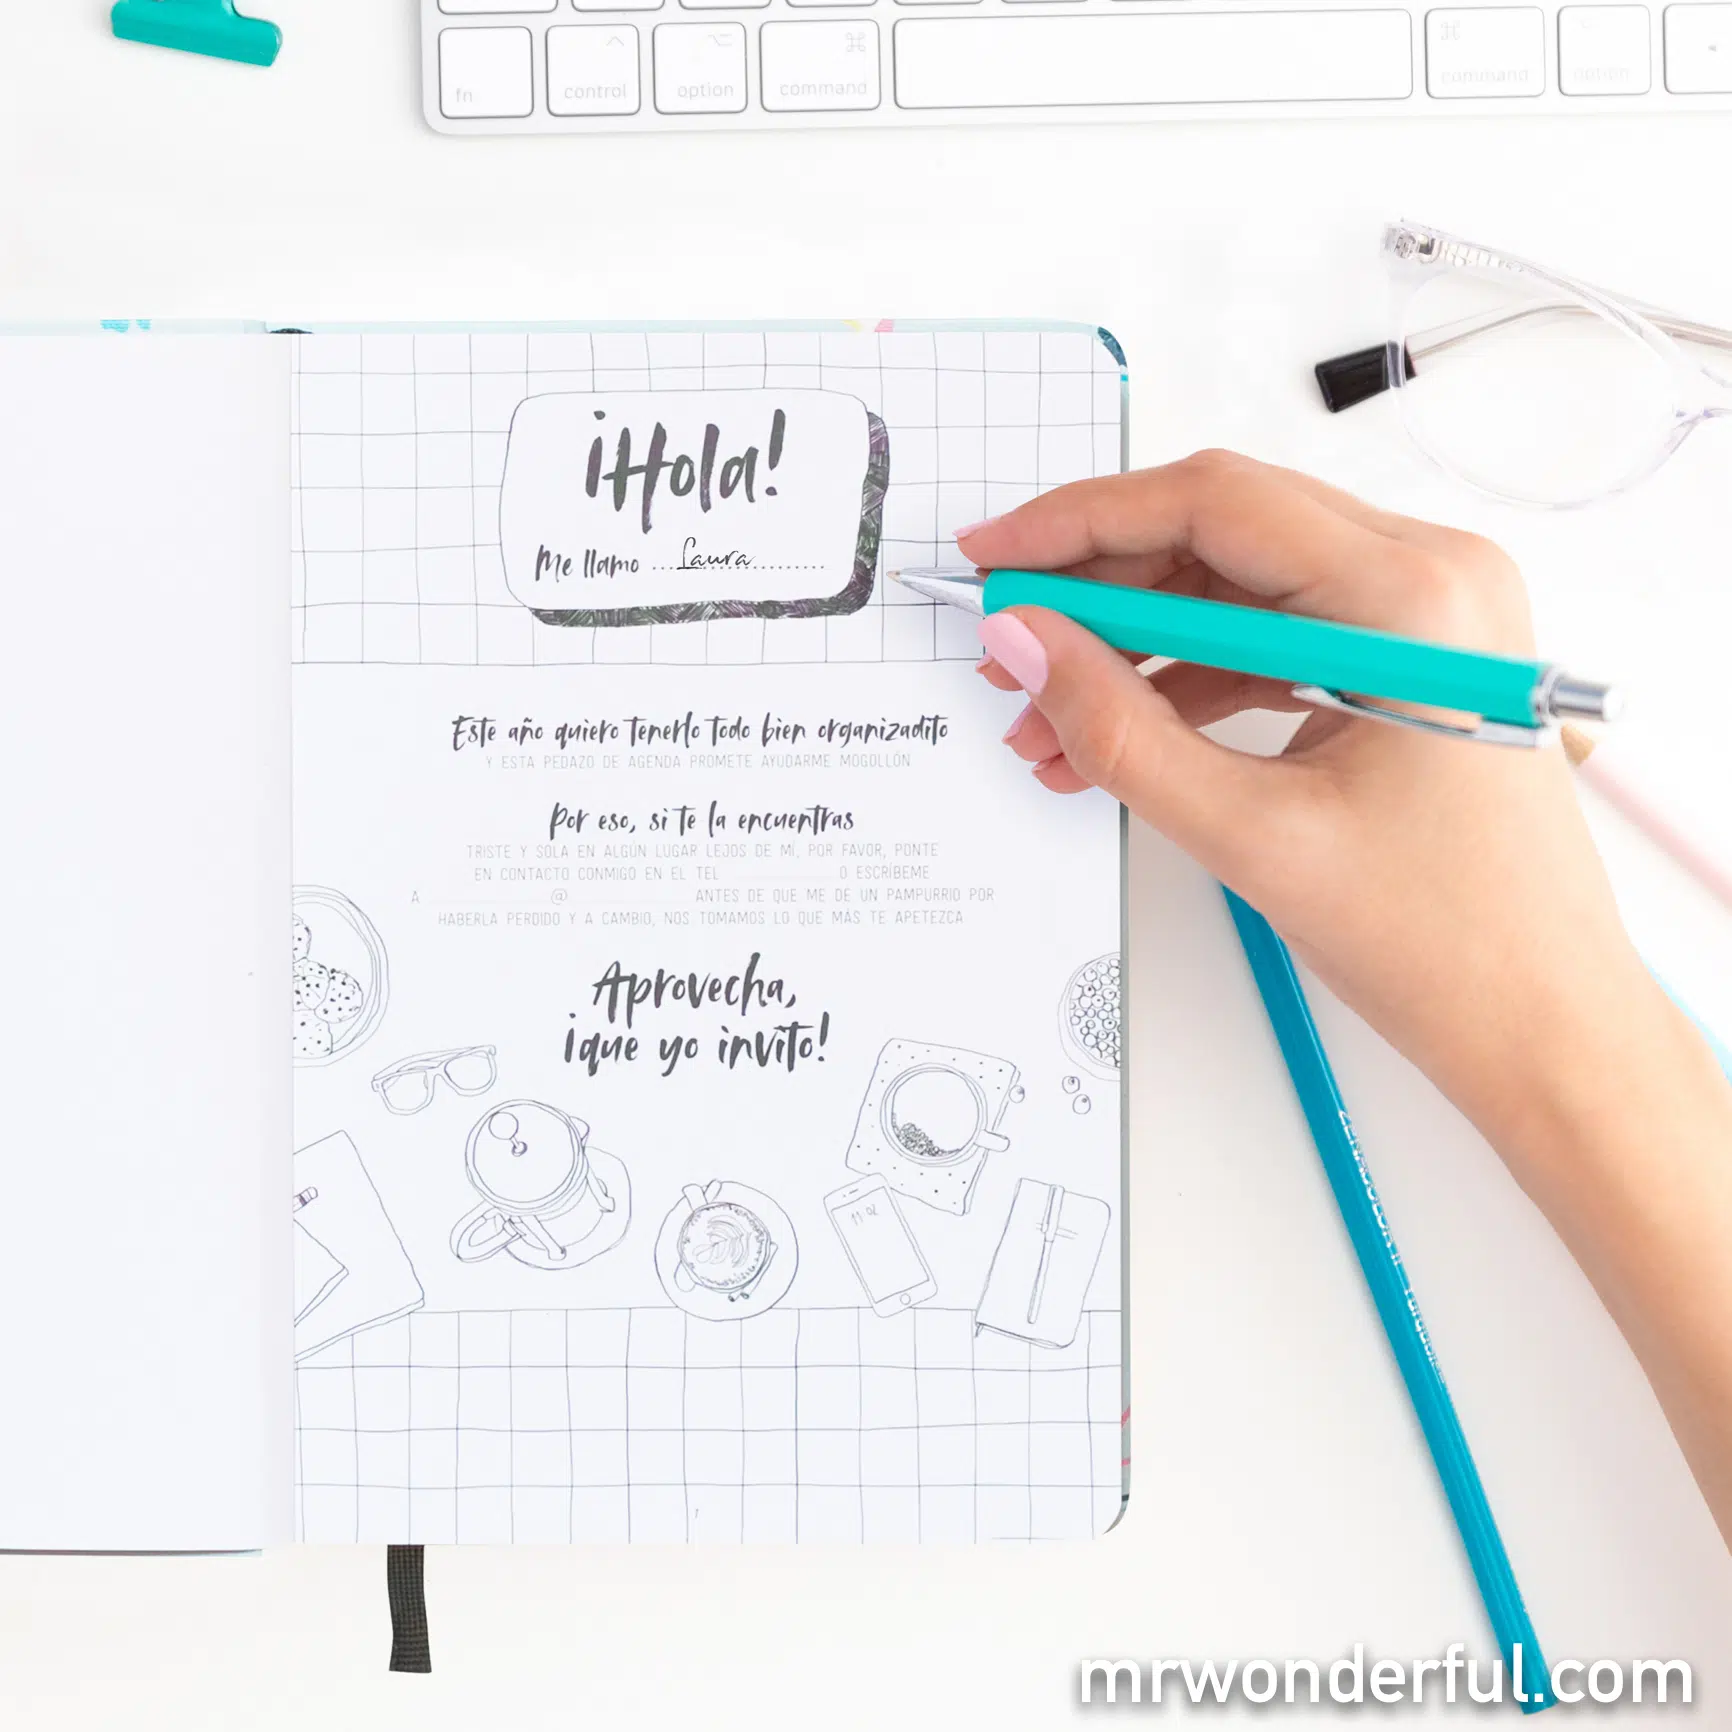 fn
control
option
command
command
option
¡Hola!
Me llamo Laura
Este año quiero tenerlo todo bien organizadito
Y ESTA PEDAZO DE AGENDA PROMETE AYUDARME MOGOLLÓN
Por eso, si te la encuentras
TRISTE Y SOLA EN ALGÚN LUGAR LEJOS DE MÍ, POR FAVOR, PONTE
EN CONTACTO CONMIGO EN EL TEL O ESCRÍBEME
A @ ANTES DE QUE ME DE UN PAMPURRIO POR
HABERLA PERDIDO Y A CAMBIO, NOS TOMAMOS LO QUE MÁS TE APETEZCA
Aprovecha,
¡que yo invito!
11:02
mrwonderful.com